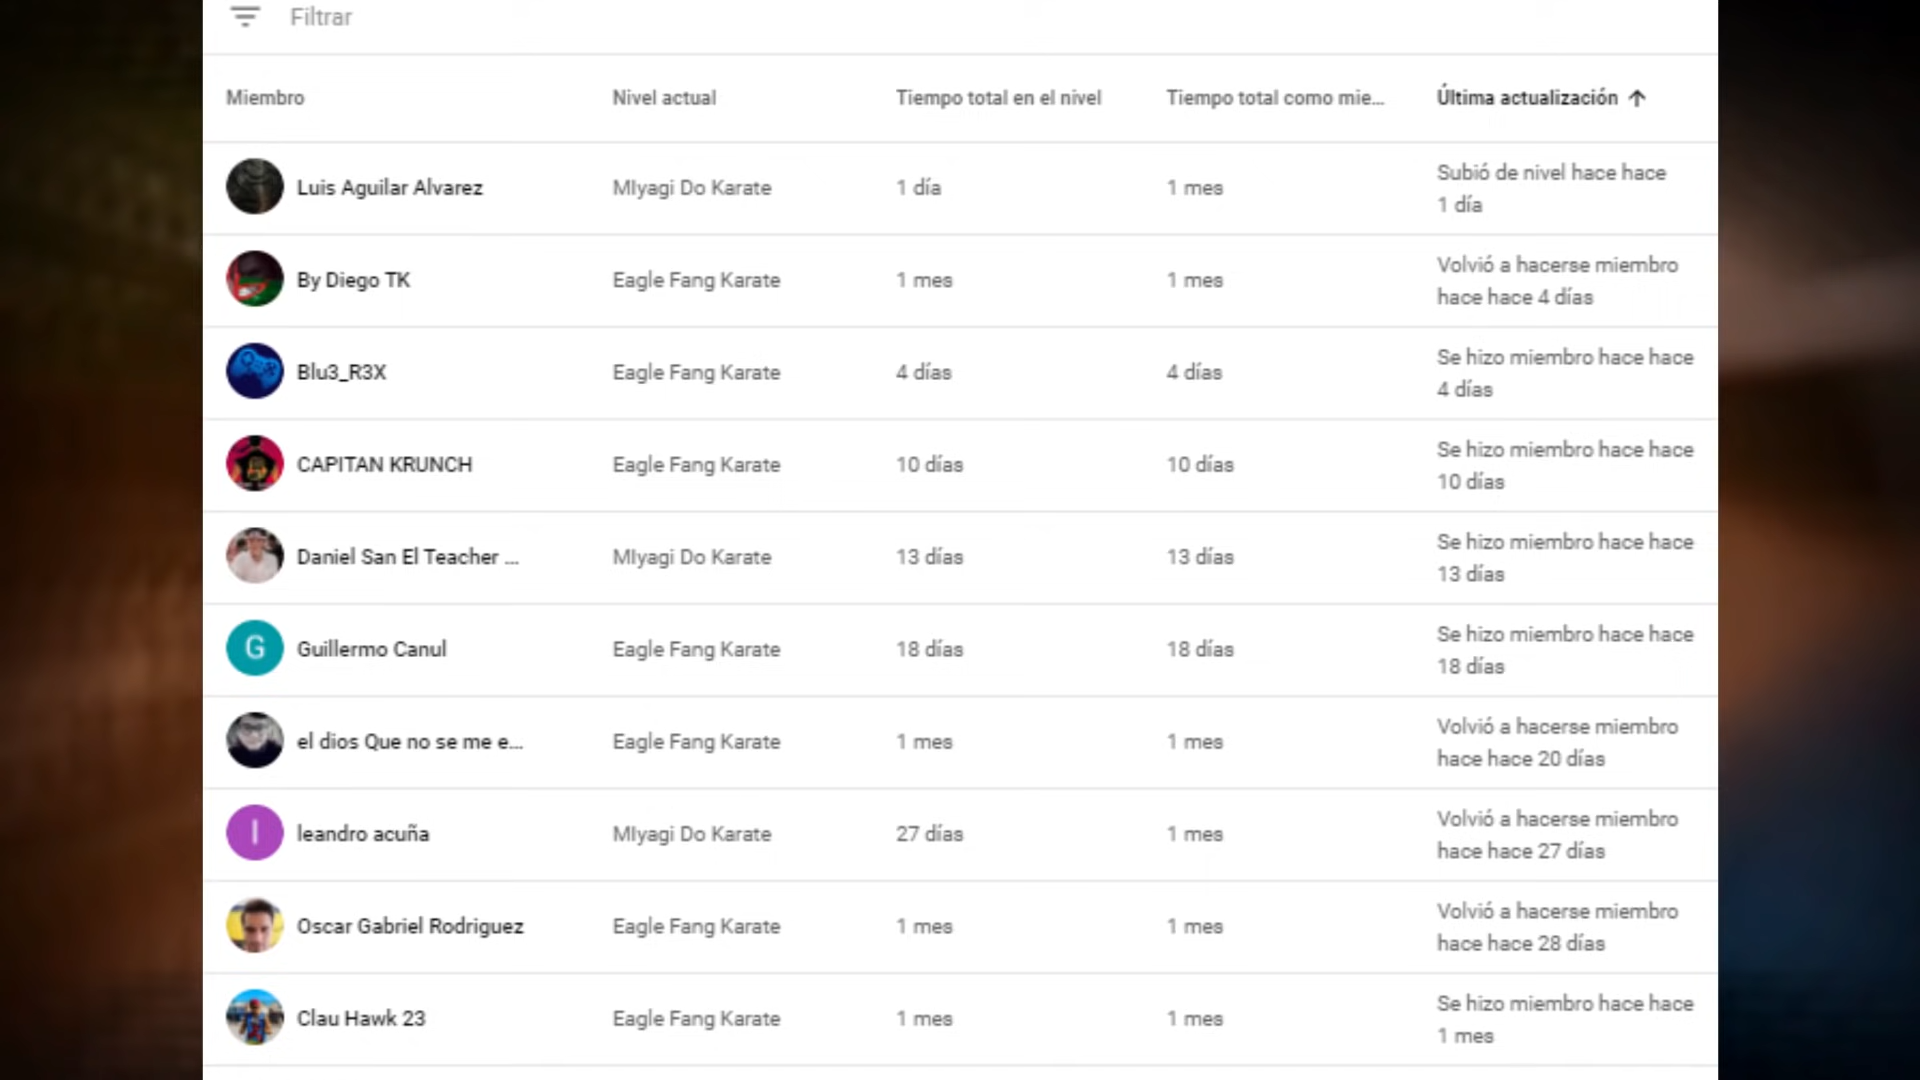 Filtrar
Miembro Nivel actual Tiempo total en el nivel Tiempo total como mie... Última actualización
Luis Aguilar Alvarez MIyagi Do Karate 1 día 1 mes Subió de nivel hace hace
1 día
By Diego TK Eagle Fang Karate 1 mes 1 mes Volvió a hacerse miembro
hace hace 4 días
Blu3_R3X Eagle Fang Karate 4 días 4 días Se hizo miembro hace hace
4 días
CAPITAN KRUNCH Eagle Fang Karate 10 días 10 días Se hizo miembro hace hace
10 días
Daniel San El Teacher ... MIyagi Do Karate 13 días 13 días Se hizo miembro hace hace
13 días
G Guillermo Canul Eagle Fang Karate 18 días 18 días Se hizo miembro hace hace
18 días
el dios Que no se me e... Eagle Fang Karate 1 mes 1 mes Volvió a hacerse miembro
hace hace 20 días
l leandro acuña MIyagi Do Karate 27 días 1 mes Volvió a hacerse miembro
hace hace 27 días
Oscar Gabriel Rodriguez Eagle Fang Karate 1 mes 1 mes Volvió a hacerse miembro
hace hace 28 días
Clau Hawk 23 Eagle Fang Karate 1 mes 1 mes Se hizo miembro hace hace
1 mes